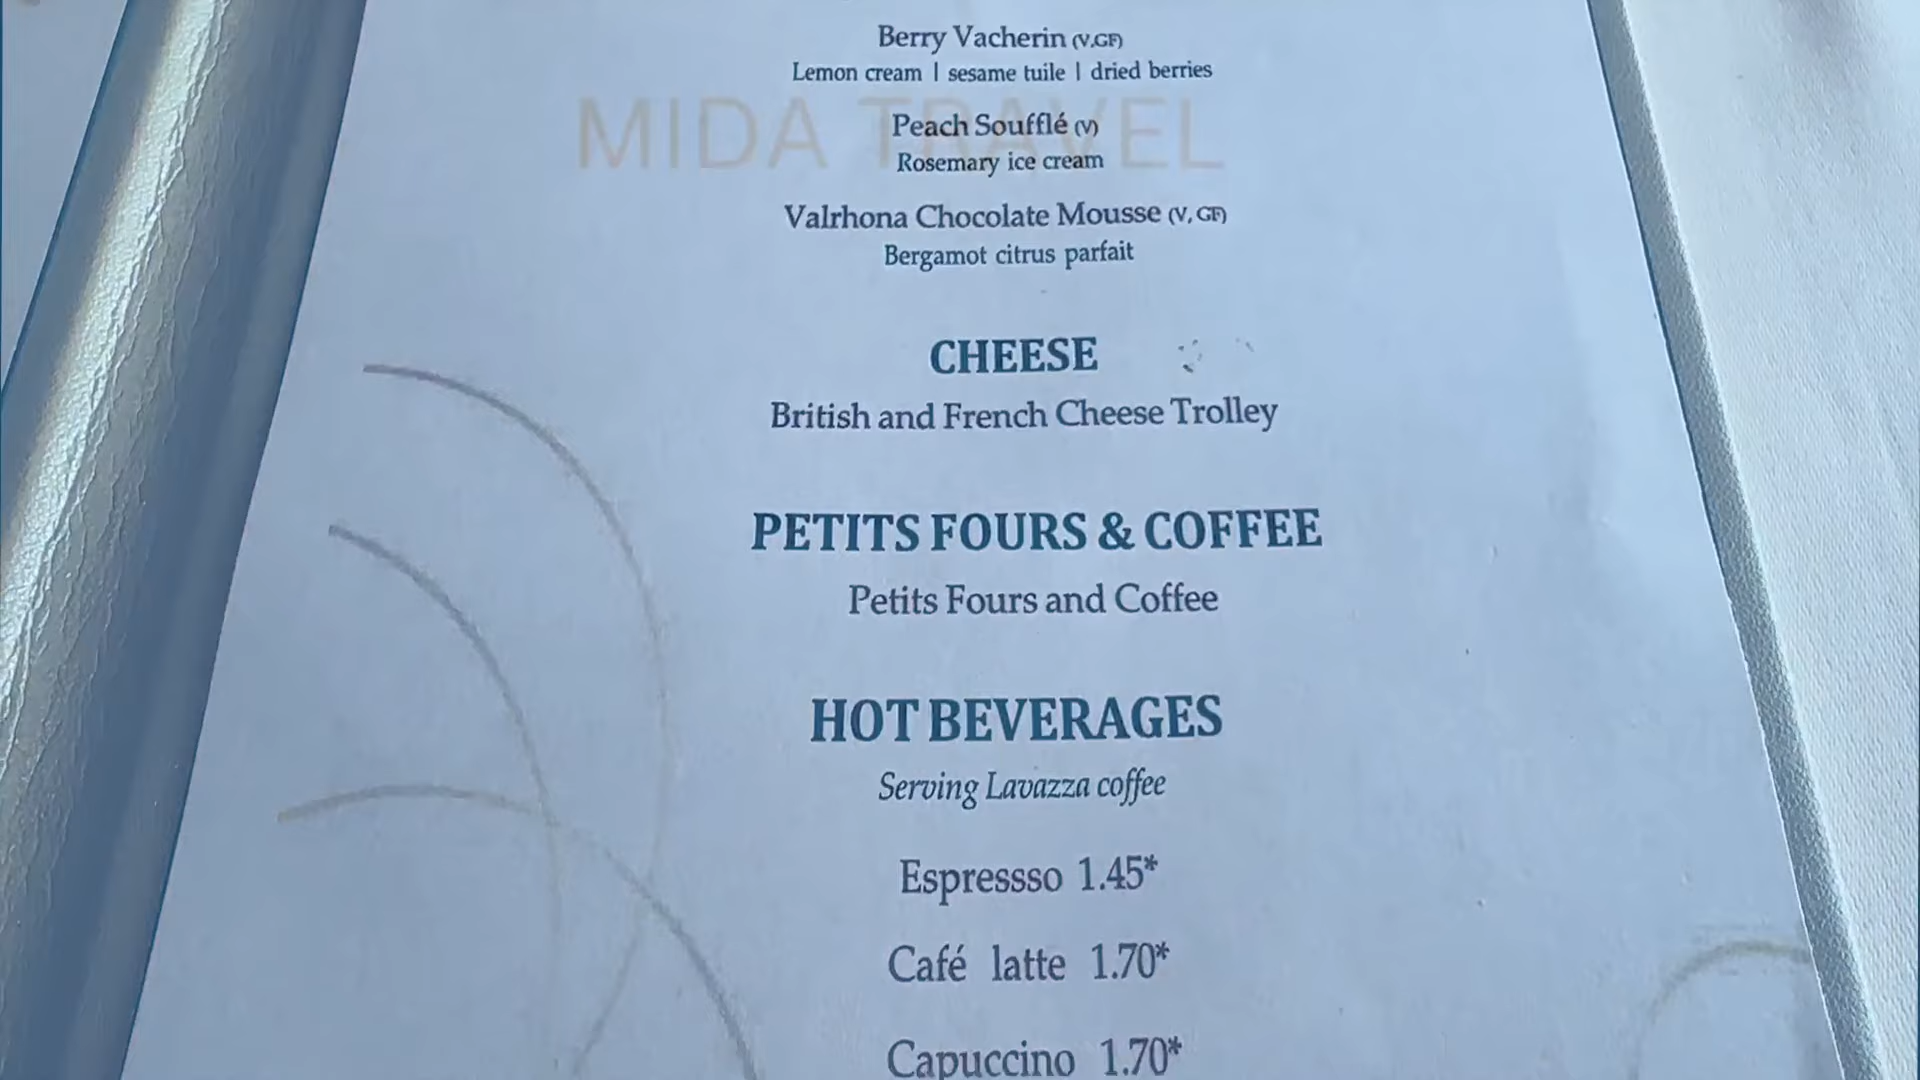 Berry Vacherin (V,GF)
Lemon cream | sesame tuile | dried berries
MIDA TRAVEL
Peach Soufflé (V)
Rosemary ice cream
Valrhona Chocolate Mousse (V, GF)
Bergamot citrus parfait
CHEESE
British and French Cheese Trolley
PETITS FOURS & COFFEE
Petits Fours and Coffee
HOT BEVERAGES
Serving Lavazza coffee
Espressso 1.45*
Café latte 1.70*
Capuccino 1.70*